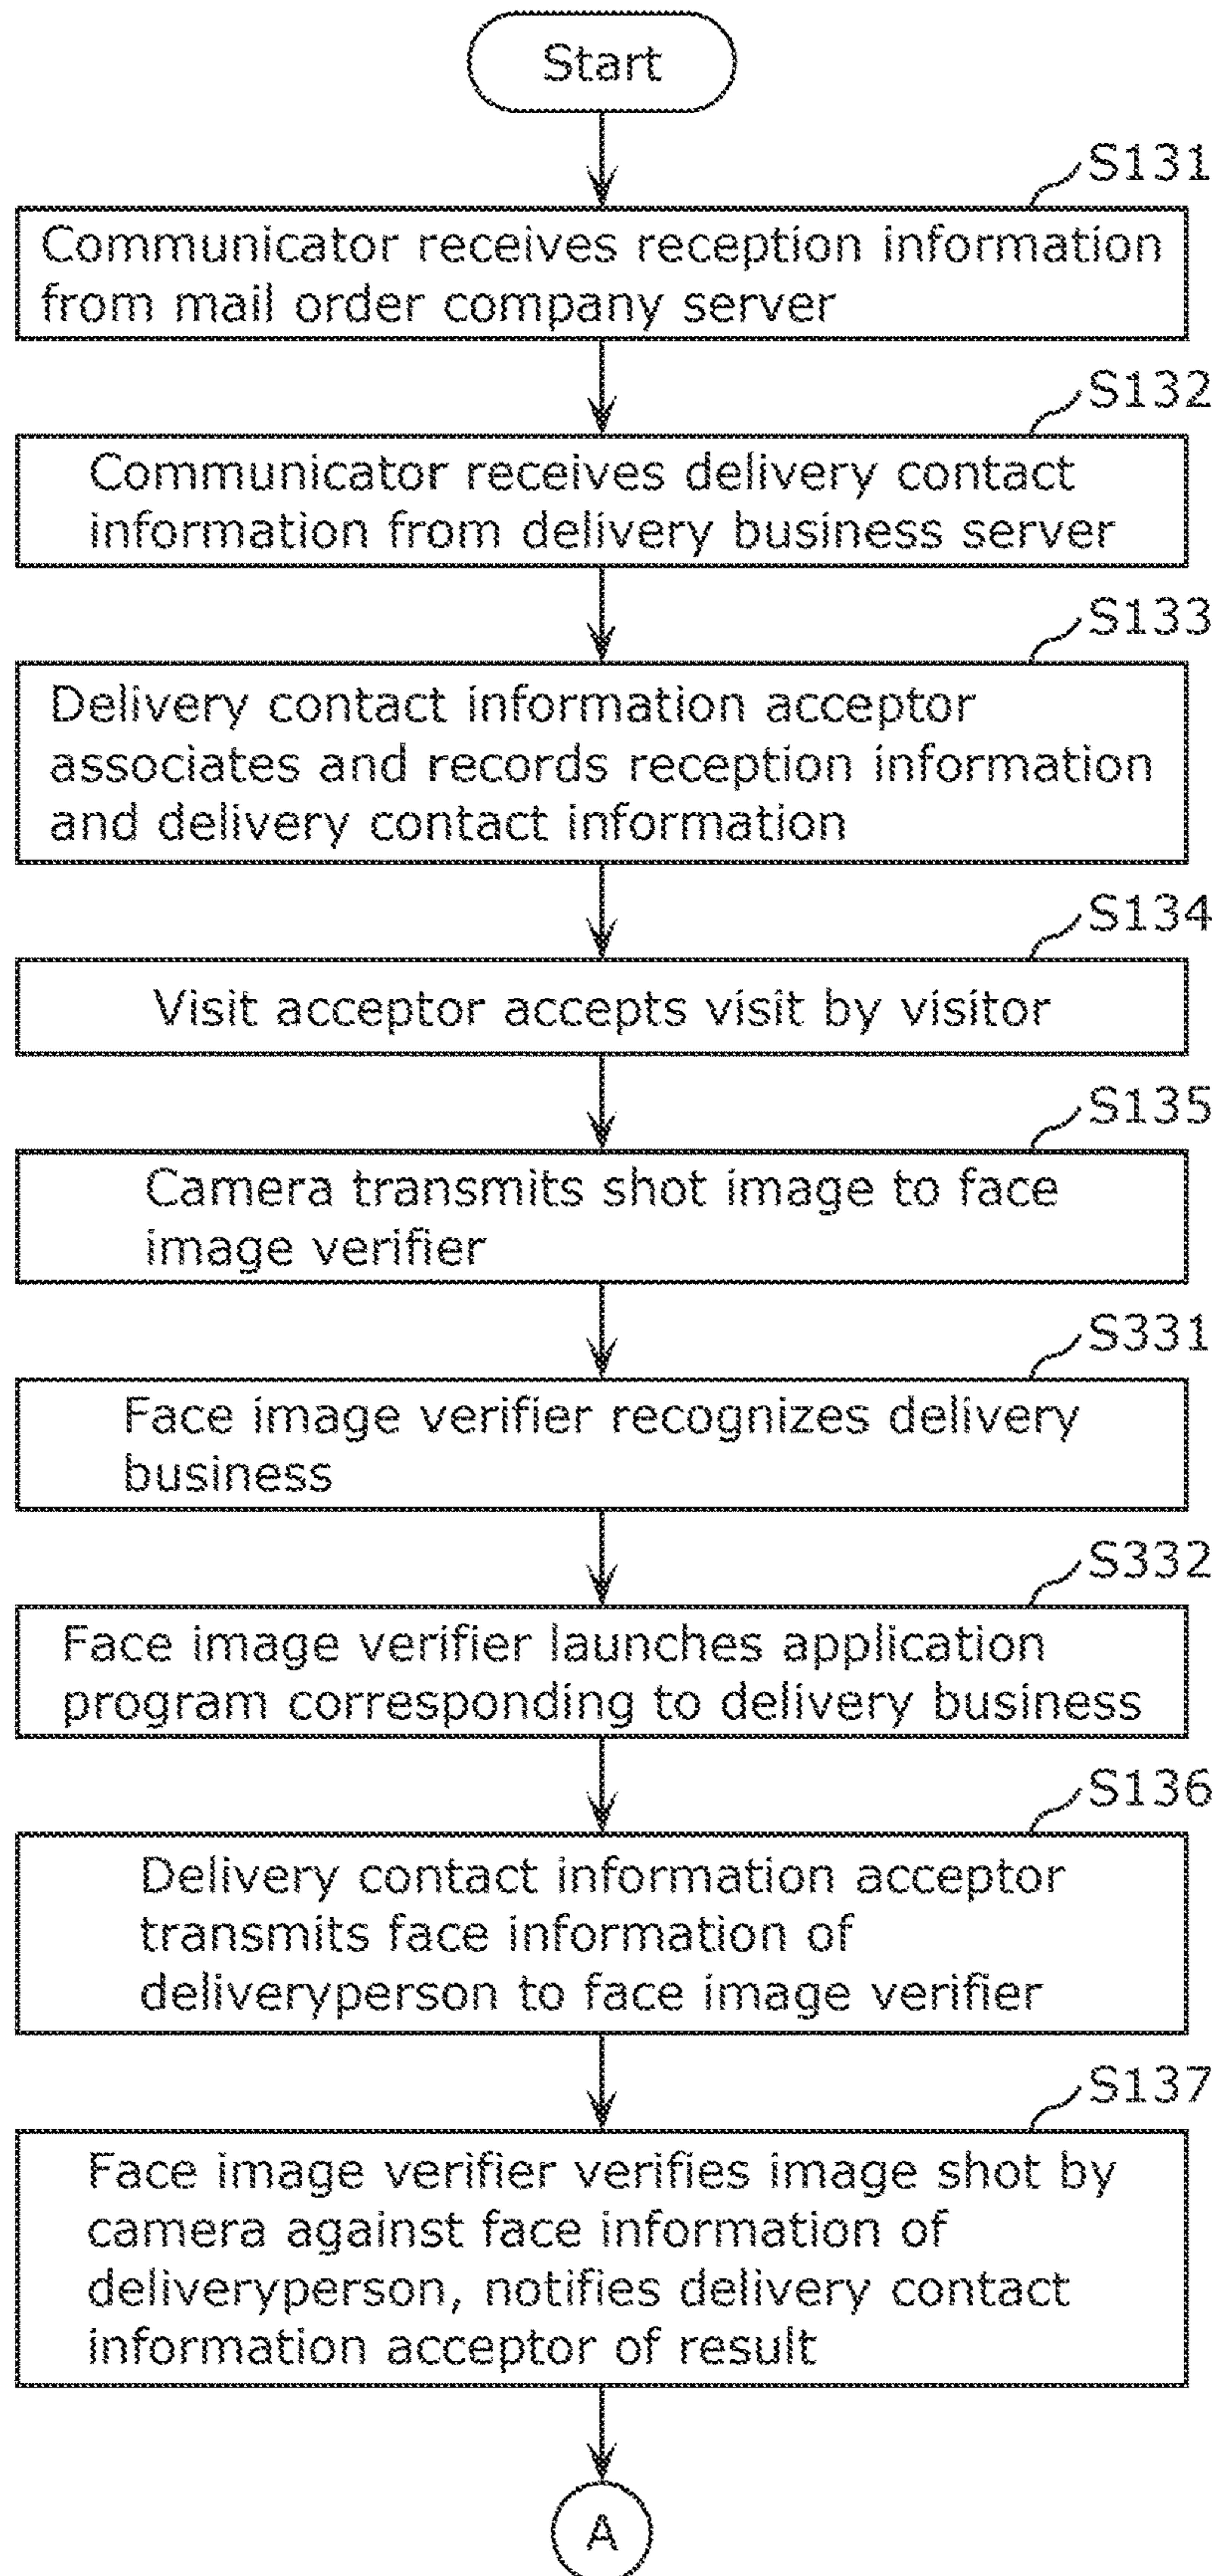 Start
S131
Communicator receives reception information
from mail order company server
S132
Communicator receives delivery contact
information from delivery business server
S133
Delivery contact information acceptor
associates and records reception information
and delivery contact information
S134
Visit acceptor accepts visit by visitor
S135
Camera transmits shot image to face
image verifier
S331
Face image verifier recognizes delivery
business
S332
Face image verifier launches application
program corresponding to delivery business
S136
Delivery contact information acceptor
transmits face information of
deliveryperson to face image verifier
S137
Face image verifier verifies image shot by
camera against face information of
deliveryperson, notifies delivery contact
information acceptor of result
A